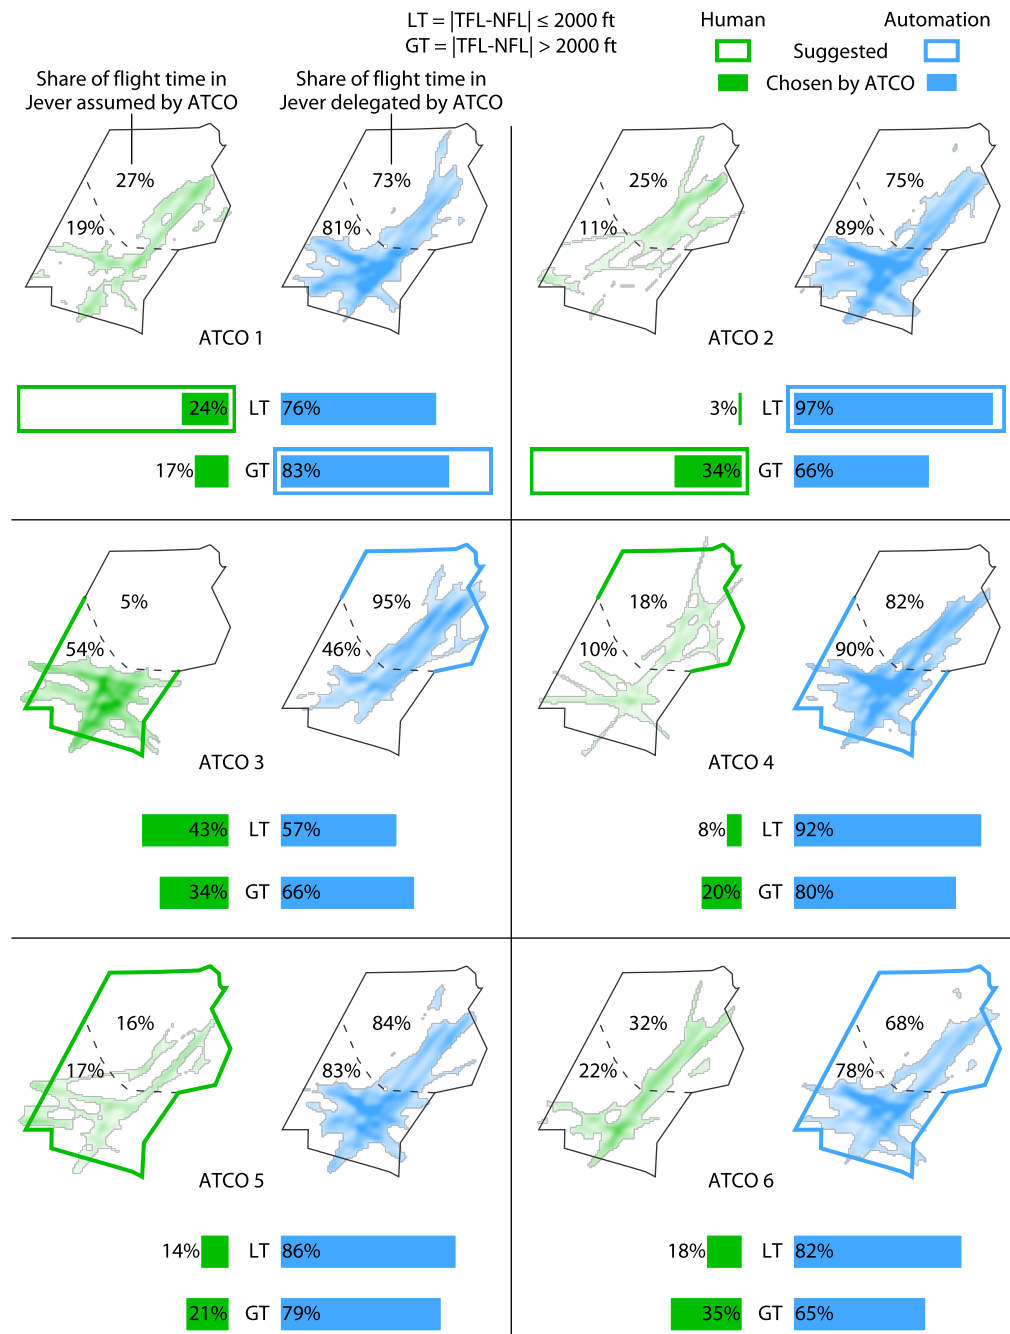 LT = |TFL-NFL| ≤ 2000 ft
GT = |TFL-NFL| > 2000 ft
Human
Automation
Suggested
Chosen by ATCO
Share of flight time in
Jever assumed by ATCO
Share of flight time in
Jever delegated by ATCO
27%
19%
73%
81%
ATCO 1
24% LT 76%
17% GT 83%
25%
11%
75%
89%
ATCO 2
3% LT 97%
34% GT 66%
5%
54%
95%
46%
ATCO 3
43% LT 57%
34% GT 66%
18%
10%
82%
90%
ATCO 4
8% LT 92%
20% GT 80%
16%
17%
84%
83%
ATCO 5
14% LT 86%
21% GT 79%
32%
22%
68%
78%
ATCO 6
18% LT 82%
35% GT 65%